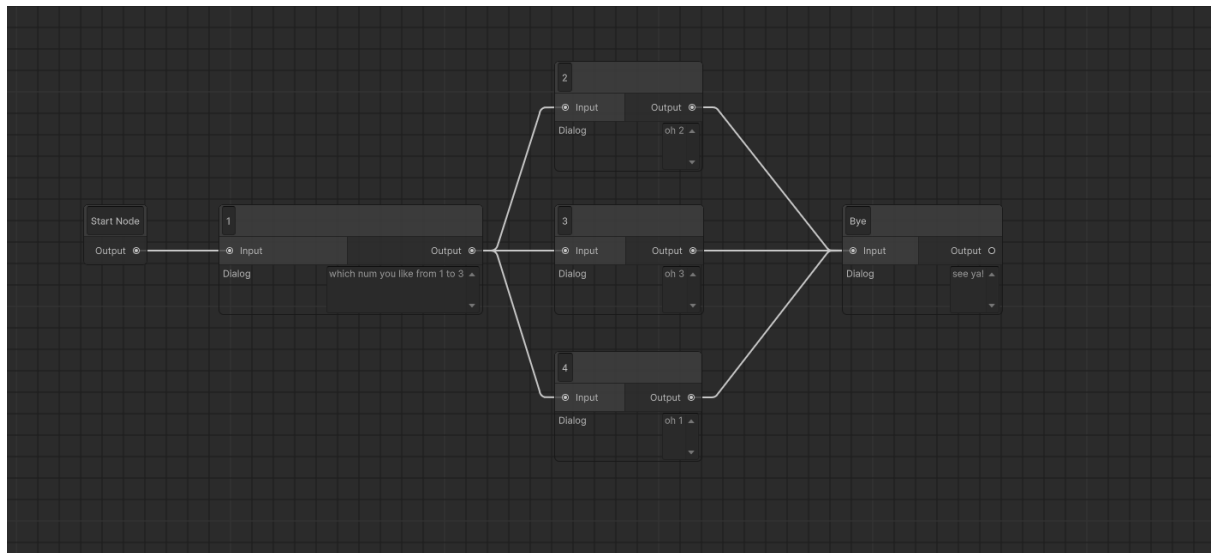 Start Node
Output
1
Input Output
Dialog which num you like from 1 to 3
2
Input Output
Dialog oh 2
3
Input Output
Dialog oh 3
4
Input Output
Dialog oh 1
Bye
Input Output
Dialog see ya!